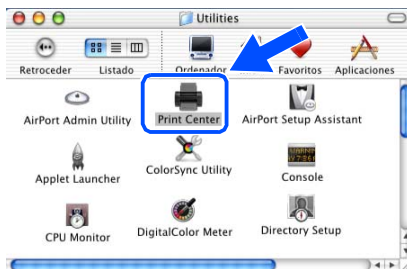 Utilities
Retroceder Listado Ordenador Favoritos Aplicaciones
AirPort Admin Utility Print Center AirPort Setup Assistant
Applet Launcher ColorSync Utility Console
CPU Monitor DigitalColor Meter Directory Setup